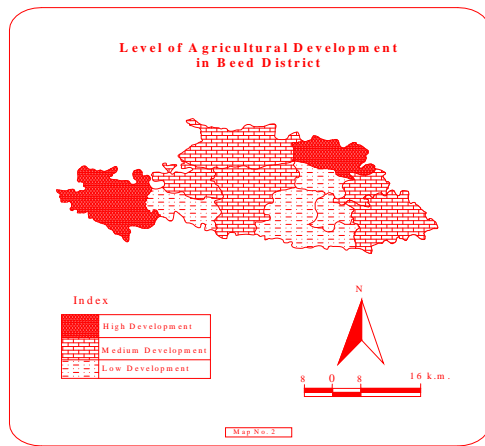 Level of Agricultural Development
in Beed District
Index
High Development
Medium Development
Low Development
N
8 0 8 16 k.m.
Map No. 2